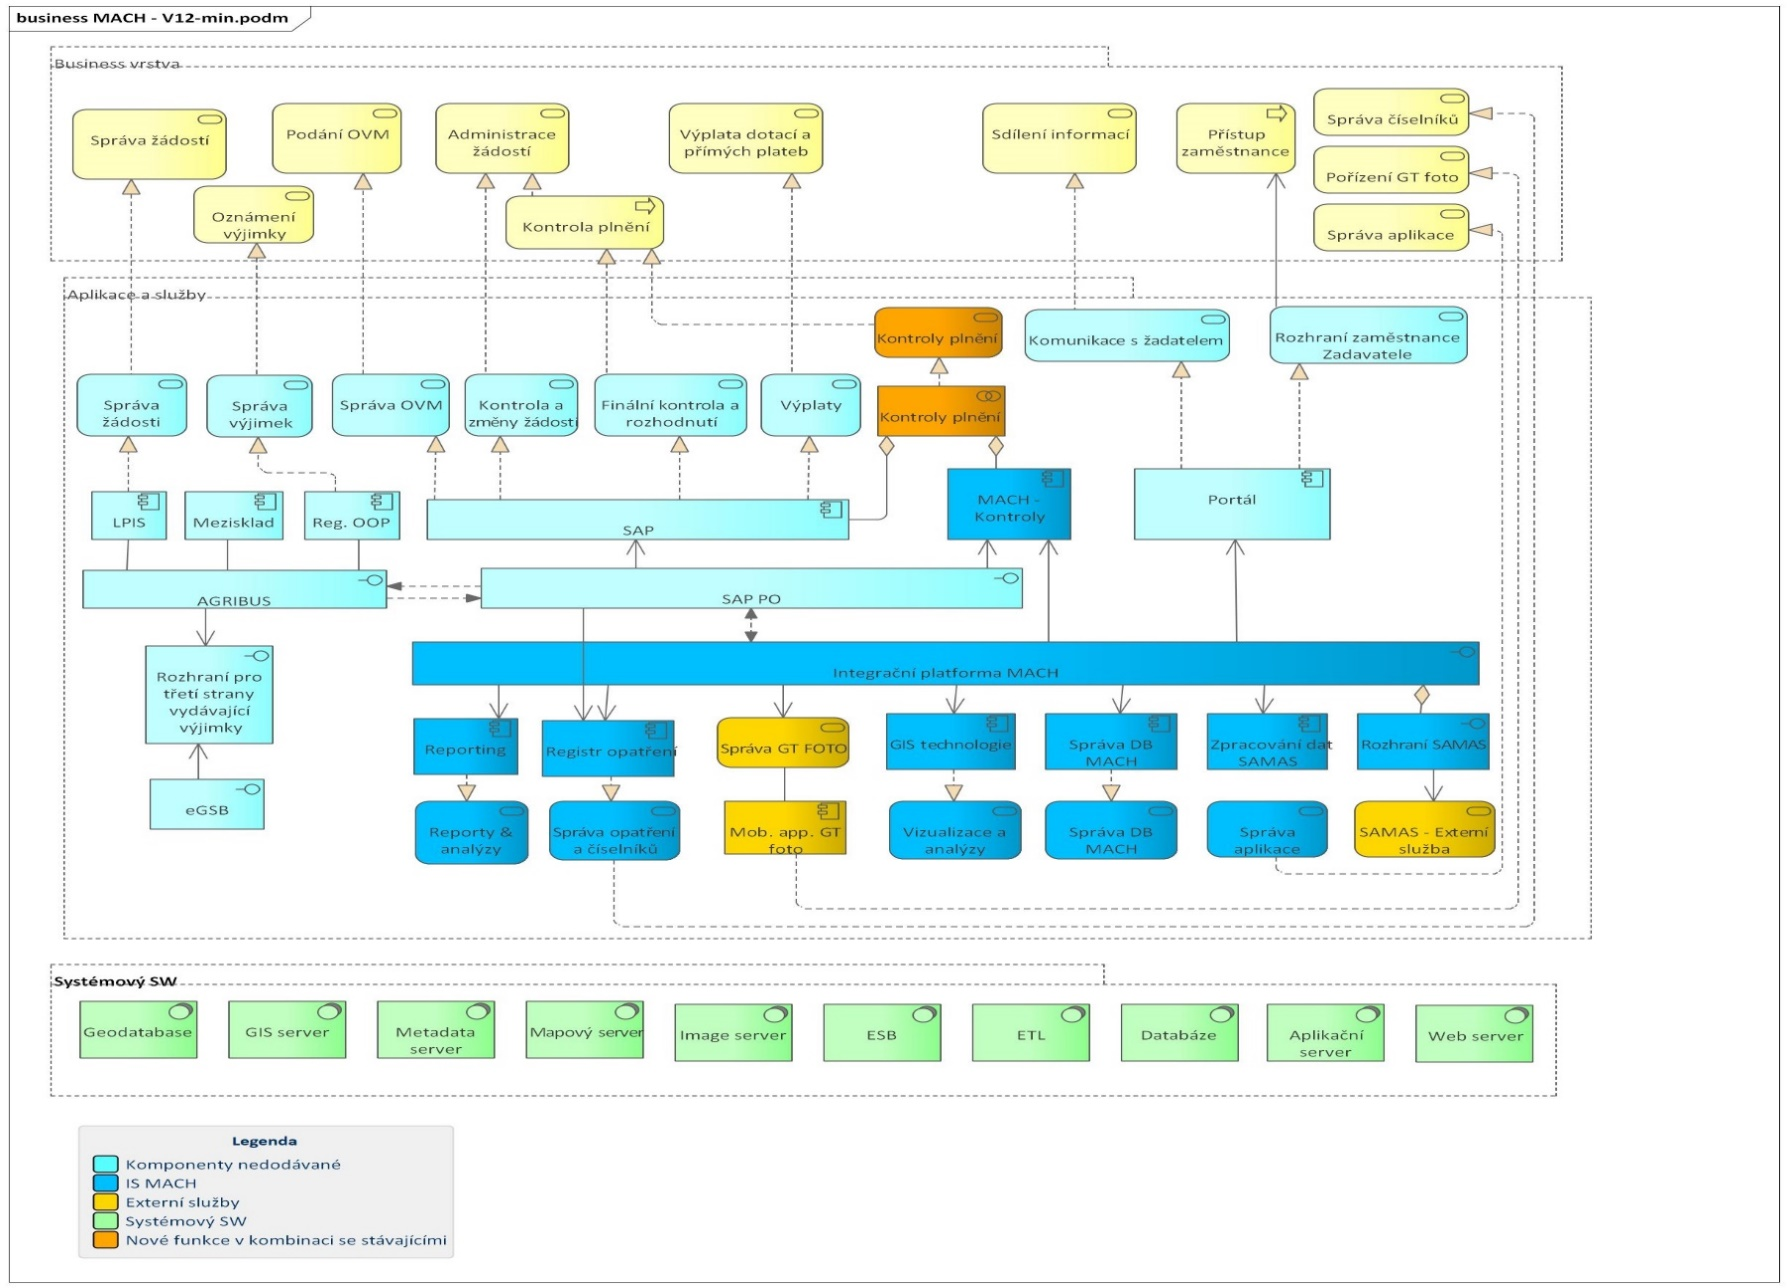 business MACH - V12-min.podm
Business vrstva
Správa žádostí
Podání OVM
Administrace
žádostí
Výplata dotací a
přímých plateb
Sdílení informací
Přístup
zaměstnance
Správa číselníků
Pořízení GT foto
Správa aplikace
Oznámení
výjimky
Kontrola plnění
Aplikace a služby
Kontroly plnění
Komunikace s žadatelem
Rozhraní zaměstnance
Zadavatele
Správa
žádosti
Správa
výjimek
Správa OVM
Kontrola a
změny žádosti
Finální kontrola a
rozhodnutí
Výplaty
Kontroly plnění
LPIS
Mezisklad
Reg. OOP
SAP
MACH -
Kontroly
Portál
AGRIBUS
SAP PO
Integrační platforma MACH
Rozhraní pro
třetí strany
vydávající
výjimky
eGSB
Reporting
Registr opatření
Správa GT FOTO
GIS technologie
Správa DB
MACH
Zpracování dat
SAMAS
Rozhraní SAMAS
Reporty &
analýzy
Správa opatření
a číselníků
Mob. app. GT
foto
Vizualizace a
analýzy
Správa DB
MACH
Správa
aplikace
SAMAS - Externí
služba
Systémový SW
Geodatabase
GIS server
Metadata
server
Mapový server
Image server
ESB
ETL
Databáze
Aplikační
server
Web server
Legenda
Komponenty nedodávané
IS MACH
Externí služby
Systémový SW
Nové funkce v kombinaci se stávajícími